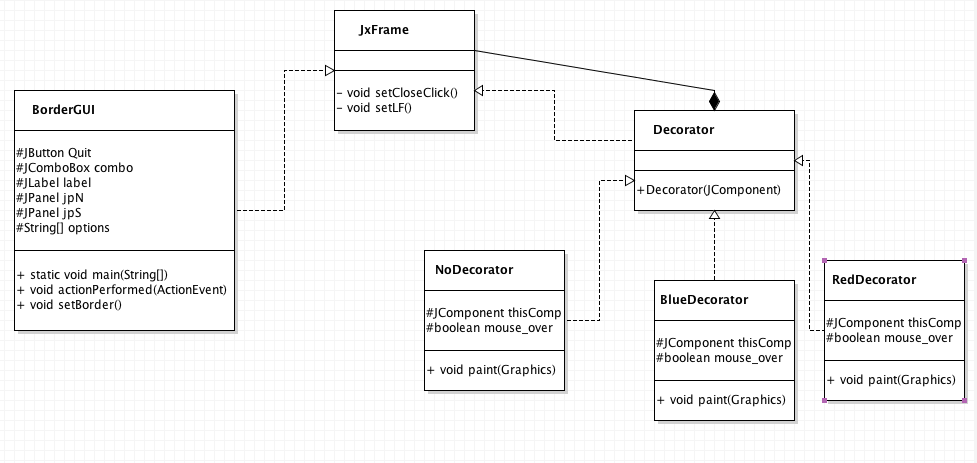 JxFrame
- void setCloseClick()
- void setLF()
BorderGUI
#JButton Quit
#JComboBox combo
#JLabel label
#JPanel jpN
#JPanel jpS
#String[] options
+ static void main(String[])
+ void actionPerformed(ActionEvent)
+ void setBorder()
Decorator
+Decorator(JComponent)
NoDecorator
#JComponent thisComp
#boolean mouse_over
+ void paint(Graphics)
BlueDecorator
#JComponent thisComp
#boolean mouse_over
+ void paint(Graphics)
RedDecorator
#JComponent thisComp
#boolean mouse_over
+ void paint(Graphics)